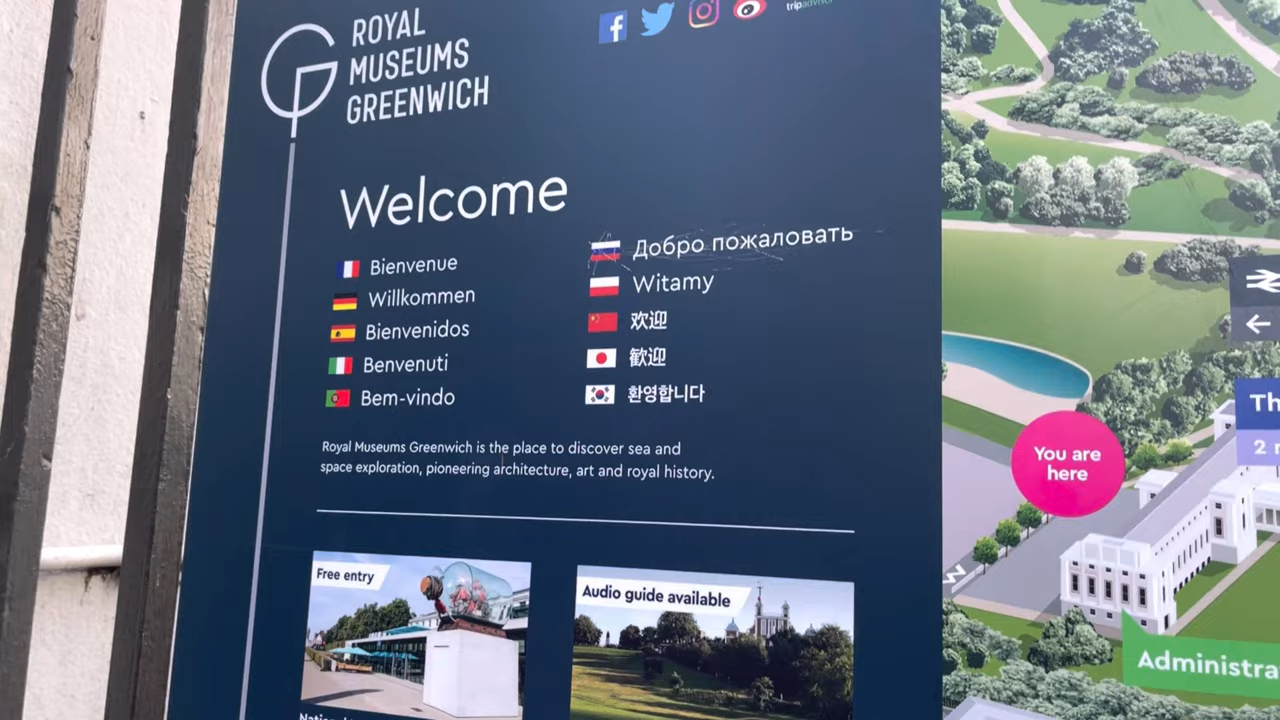 ROYAL
MUSEUMS
GREENWICH
tripadvisor
Welcome
Bienvenue
Willkommen
Bienvenidos
Benvenuti
Bem-vindo
Добро пожаловать
Witamy
欢迎
歓迎
환영합니다
Royal Museums Greenwich is the place to discover sea and
space exploration, pioneering architecture, art and royal history.
Free entry
Audio guide available
You are
here
Th
2
Administra